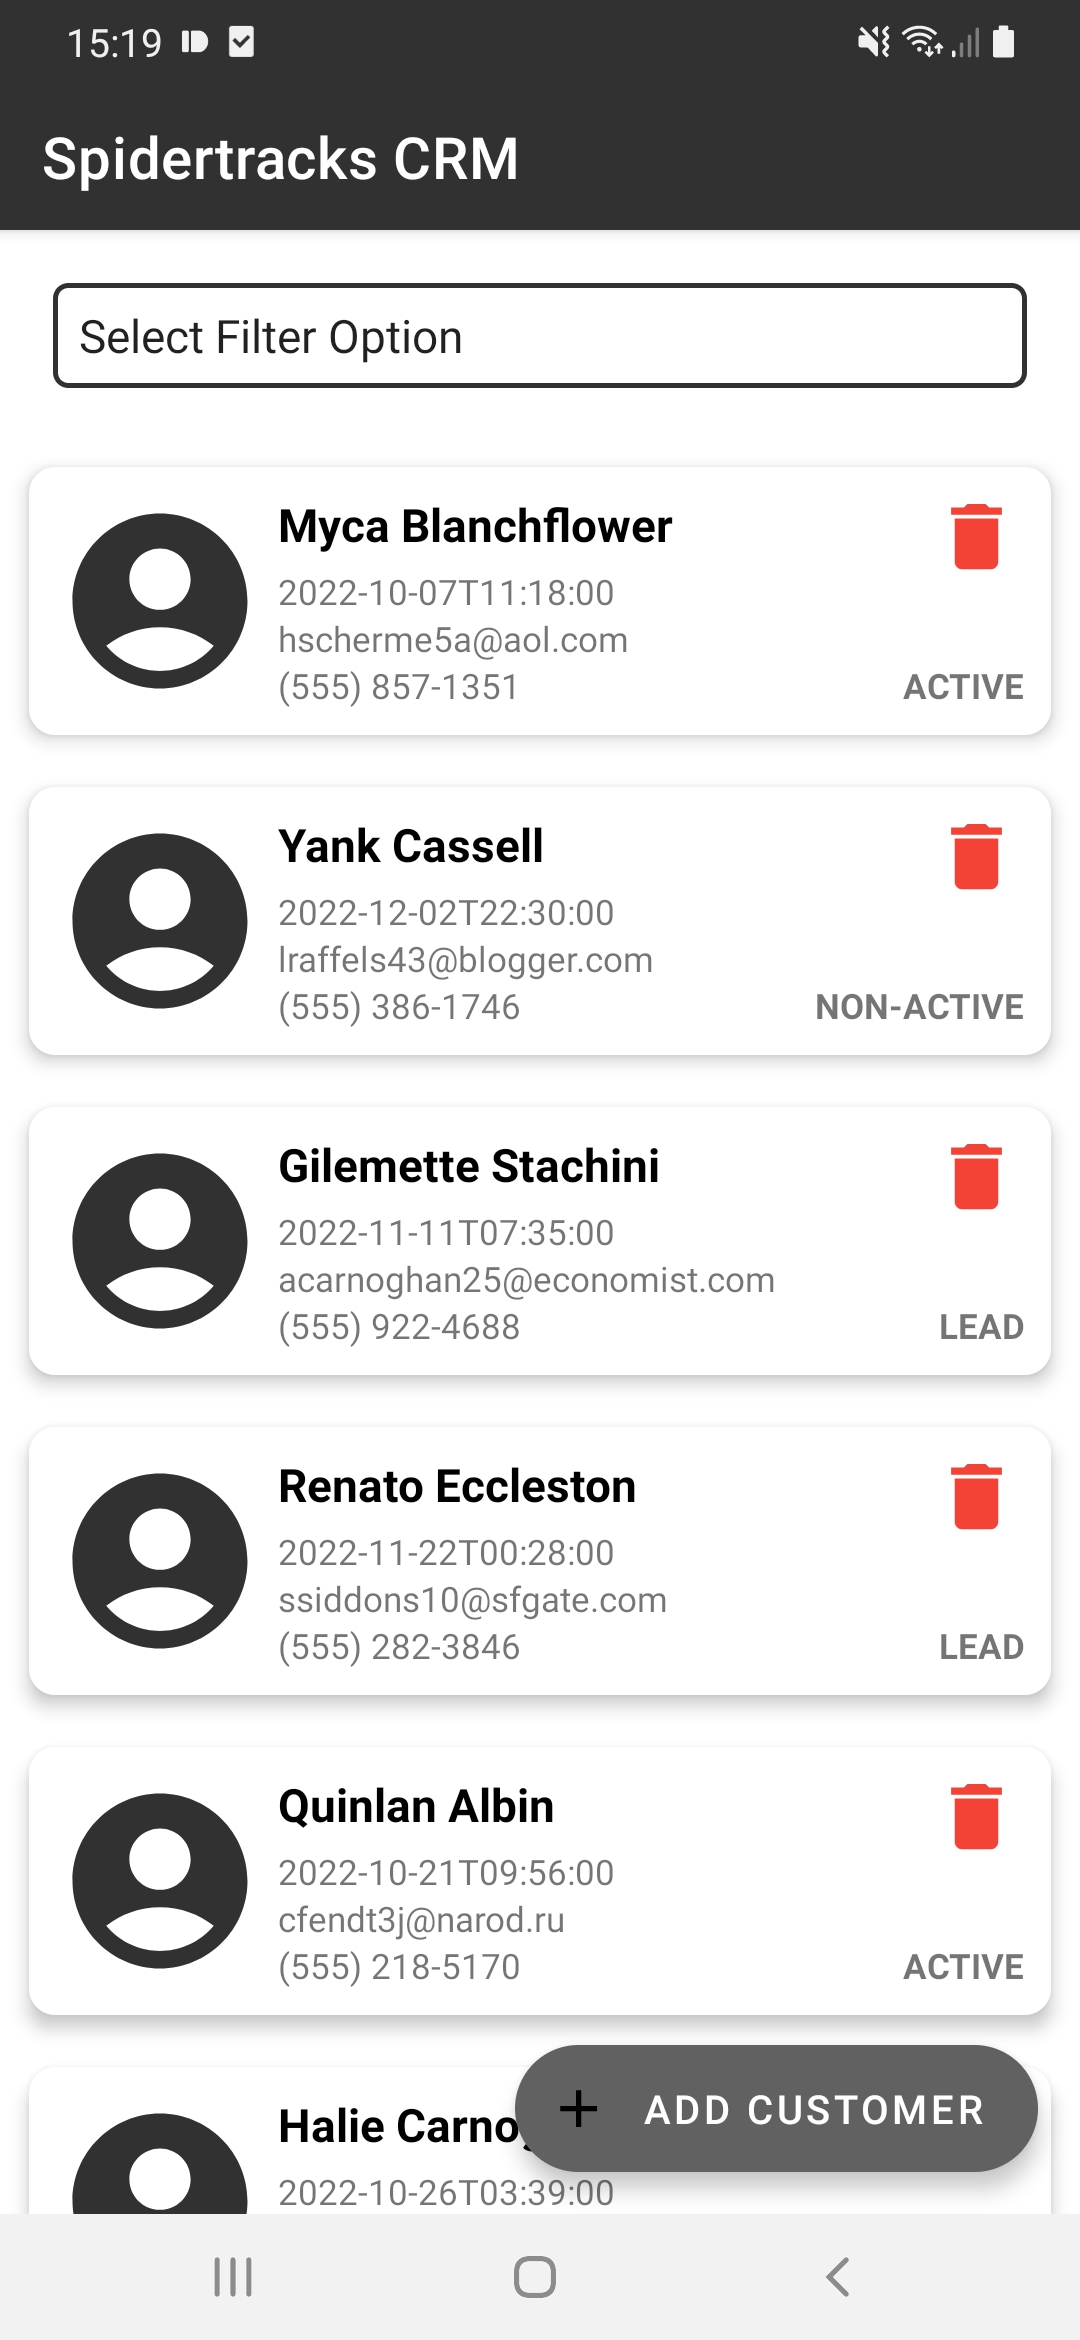 15:19
Spidertracks CRM
Select Filter Option
Myca Blanchflower
2022-10-07T11:18:00
hscherme5a@aol.com
(555) 857-1351
ACTIVE
Yank Cassell
2022-12-02T22:30:00
lraffels43@blogger.com
(555) 386-1746
NON-ACTIVE
Gilemette Stachini
2022-11-11T07:35:00
acarnoghan25@economist.com
(555) 922-4688
LEAD
Renato Eccleston
2022-11-22T00:28:00
ssiddons10@sfgate.com
(555) 282-3846
LEAD
Quinlan Albin
2022-10-21T09:56:00
cfendt3j@narod.ru
(555) 218-5170
ACTIVE
Halie
ADD CUSTOMER
2022-10-26T03:39:00